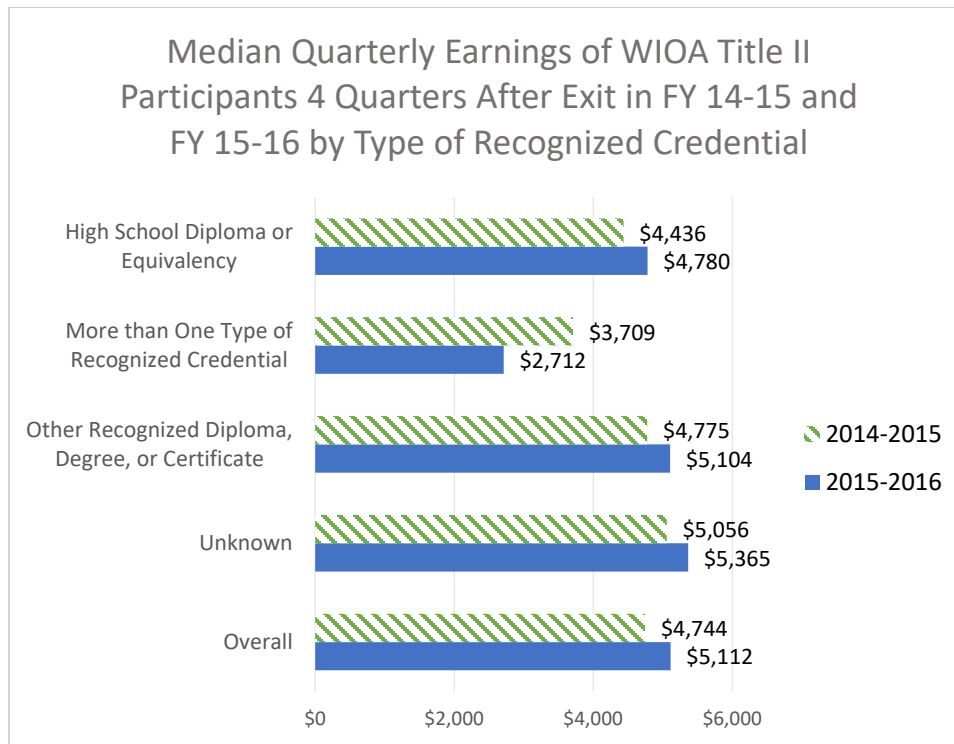 Median Quarterly Earnings of WIOA Title II
Participants 4 Quarters After Exit in FY 14-15 and
FY 15-16 by Type of Recognized Credential
High School Diploma or
Equivalency
$4,436
$4,780
More than One Type of
Recognized Credential
$3,709
$2,712
Other Recognized Diploma,
Degree, or Certificate
$4,775
$5,104
2014-2015
2015-2016
Unknown
$5,056
$5,365
Overall
$4,744
$5,112
$0
$2,000
$4,000
$6,000